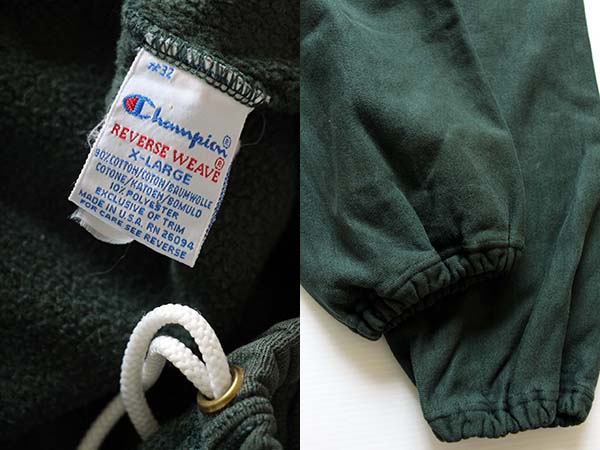 #32
Champion®
REVERSE WEAVE®
X-LARGE
90% COTTON/COTON/BAUMWOLLE
COTONE/KATOEN/BOMULD
10% POLYESTER
EXCLUSIVE OF TRIM
MADE IN U.S.A. RN 26094
FOR CARE SEE REVERSE